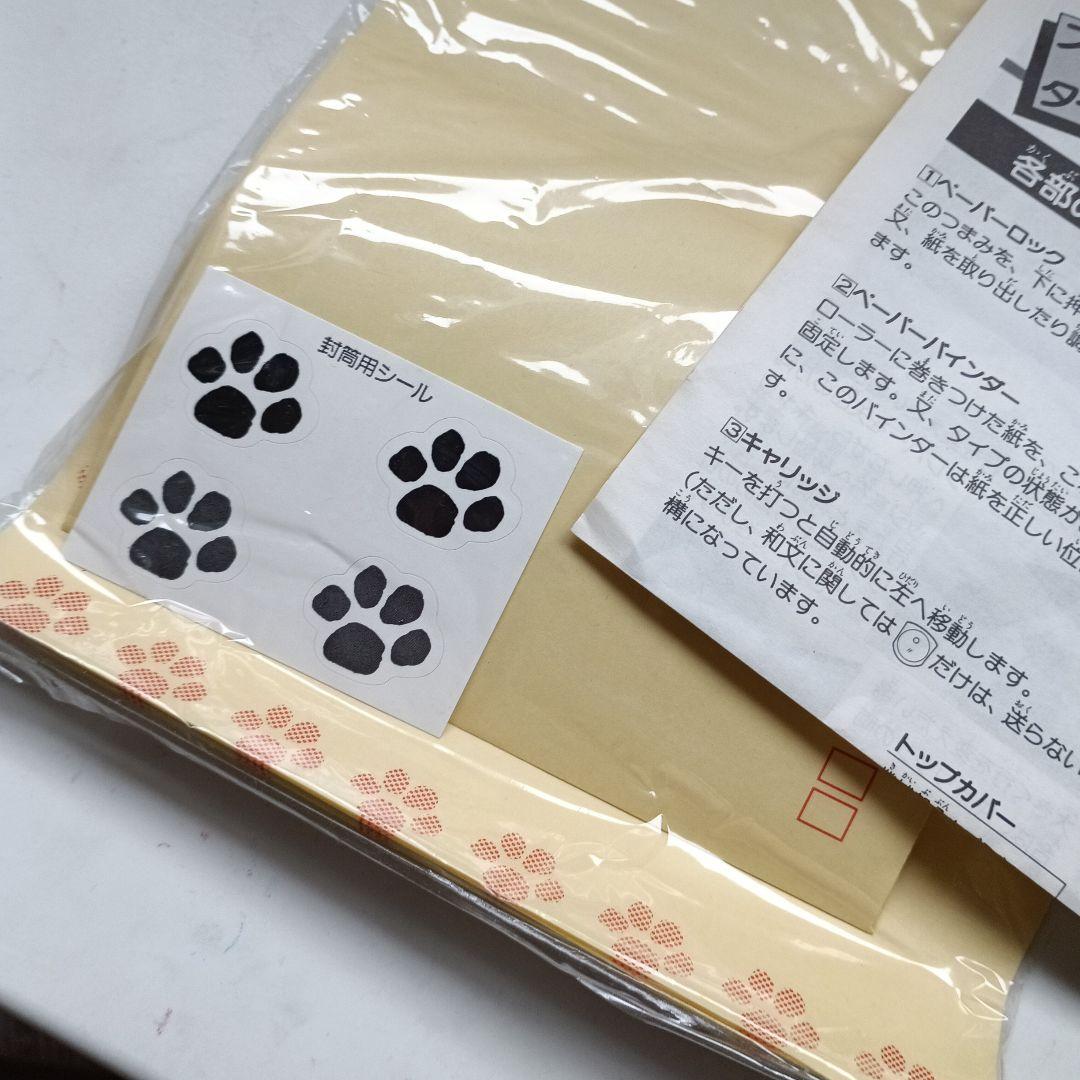 封筒用シール
各部
1ペーパーロック
このつまみを、下に押
又、紙を取り出したり
ます。
2ペーパーバインダー
ローラーに巻きつけた紙を、こ
固定します。又、タイプの状態が
に、このバインダーは紙を正しい位
す。
3キャリッジ
キーを打つと自動的に左へ移動します。
(ただし、和文に関しては゜〃だけは、送らない
構になっています。
トップカバー